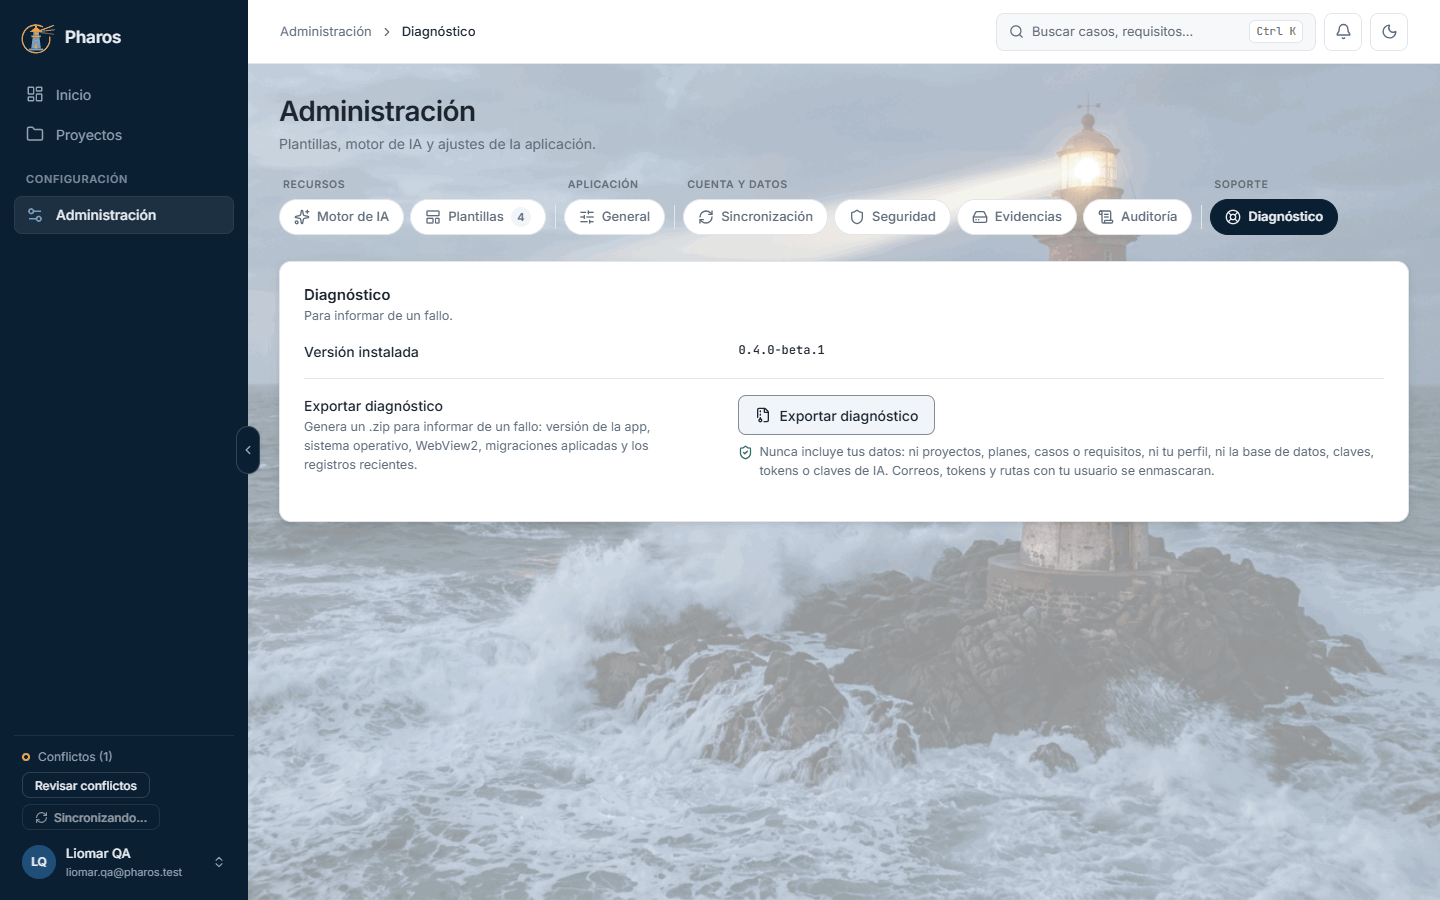 Pharos
Inicio
Proyectos
CONFIGURACIÓN
Administración
Conflictos (1)
Revisar conflictos
Sincronizando...
LQ
Liomar QA
liomar.qa@pharos.test
Administración > Diagnóstico
Buscar casos, requisitos...
Ctrl K
Administración
Plantillas, motor de IA y ajustes de la aplicación.
RECURSOS
APLICACIÓN
CUENTA Y DATOS
SOPORTE
Motor de IA
Plantillas 4
General
Sincronización
Seguridad
Evidencias
Auditoría
Diagnóstico
Diagnóstico
Para informar de un fallo.
Versión instalada
0.4.0-beta.1
Exportar diagnóstico
Genera un .zip para informar de un fallo: versión de la app,
sistema operativo, WebView2, migraciones aplicadas y los
registros recientes.
Exportar diagnóstico
Nunca incluye tus datos: ni proyectos, planes, casos o requisitos, ni tu perfil, ni la base de datos, claves,
tokens o claves de IA. Correos, tokens y rutas con tu usuario se enmascaran.